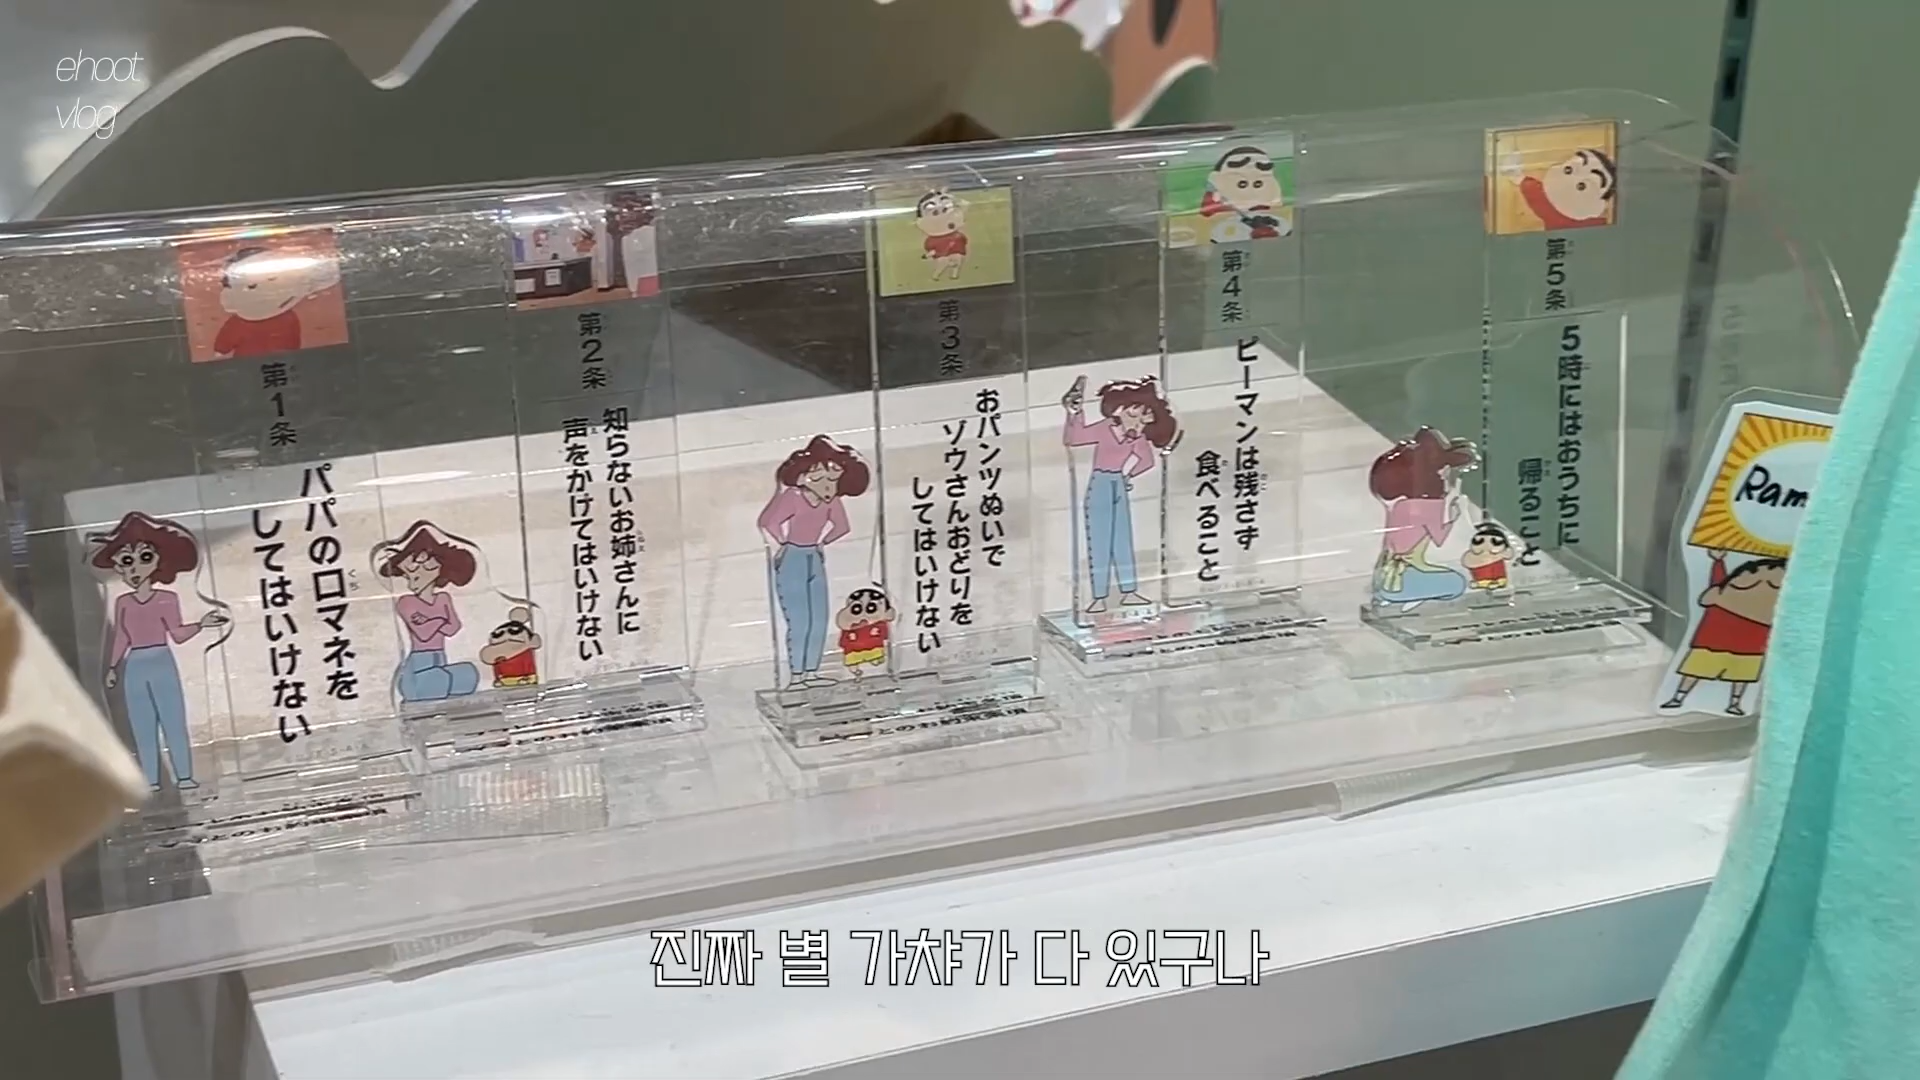 ehoot
vlog
第1条
パパの口マネを
してはいけない
第2条
知らないお姉さんに
声をかけてはいけない
第3条
おパンツぬいで
ゾウさんおどりを
してはいけない
第4条
ピーマンは残さず
食べること
第5条
5時にはおうちに
帰ること
진짜 별 가챠가 다 있구나